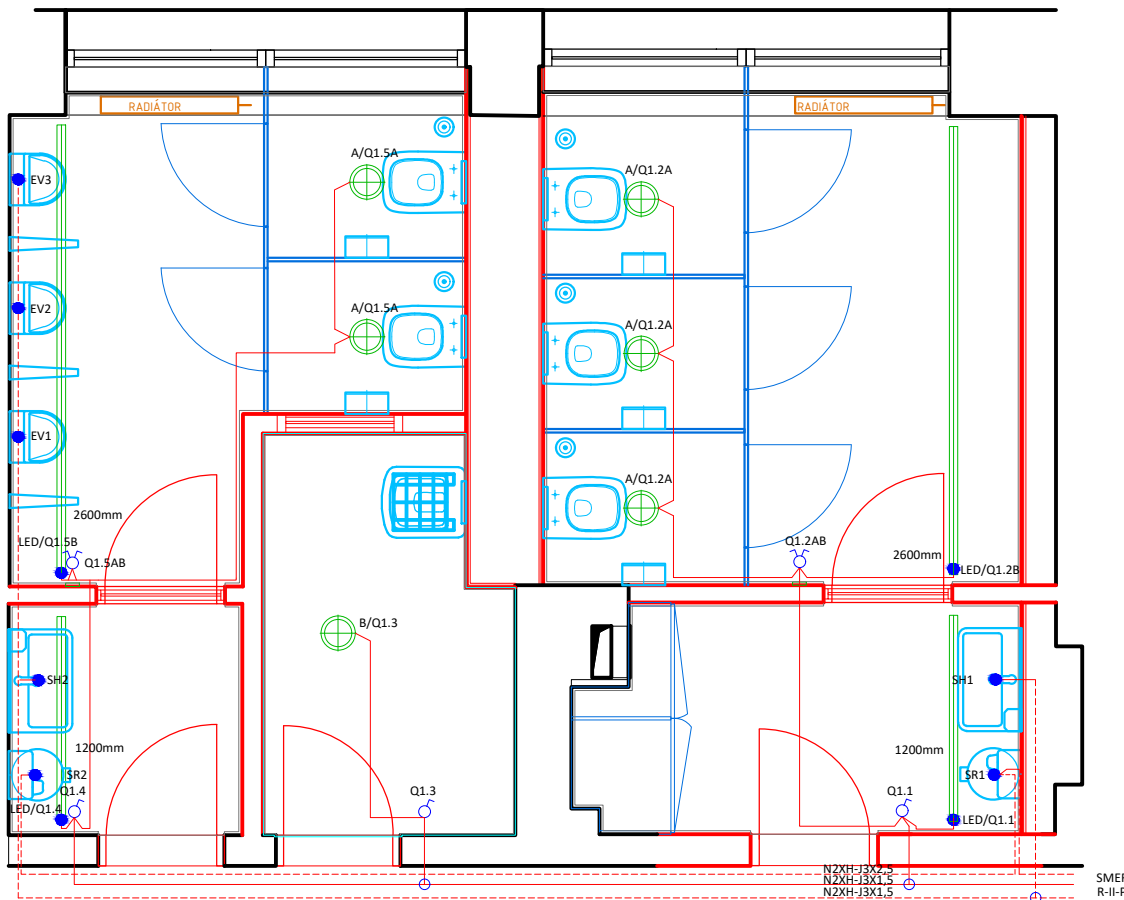 RADIÁTOR
RADIÁTOR
A/Q1.5A
A/Q1.2A
EV3
EV2
A/Q1.5A
A/Q1.2A
EV1
A/Q1.2A
2600mm
LED/Q1.5B
Q1.5AB
Q1.2AB
2600mm
LED/Q1.2B
B/Q1.3
SH2
SH1
1200mm
1200mm
SR2
SR1
Q1.4
Q1.3
Q1.1
LED/Q1.4
LED/Q1.1
N2XH-J3X2,5
N2XH-J3X1,5
N2XH-J3X1,5
SMER
R-II-P